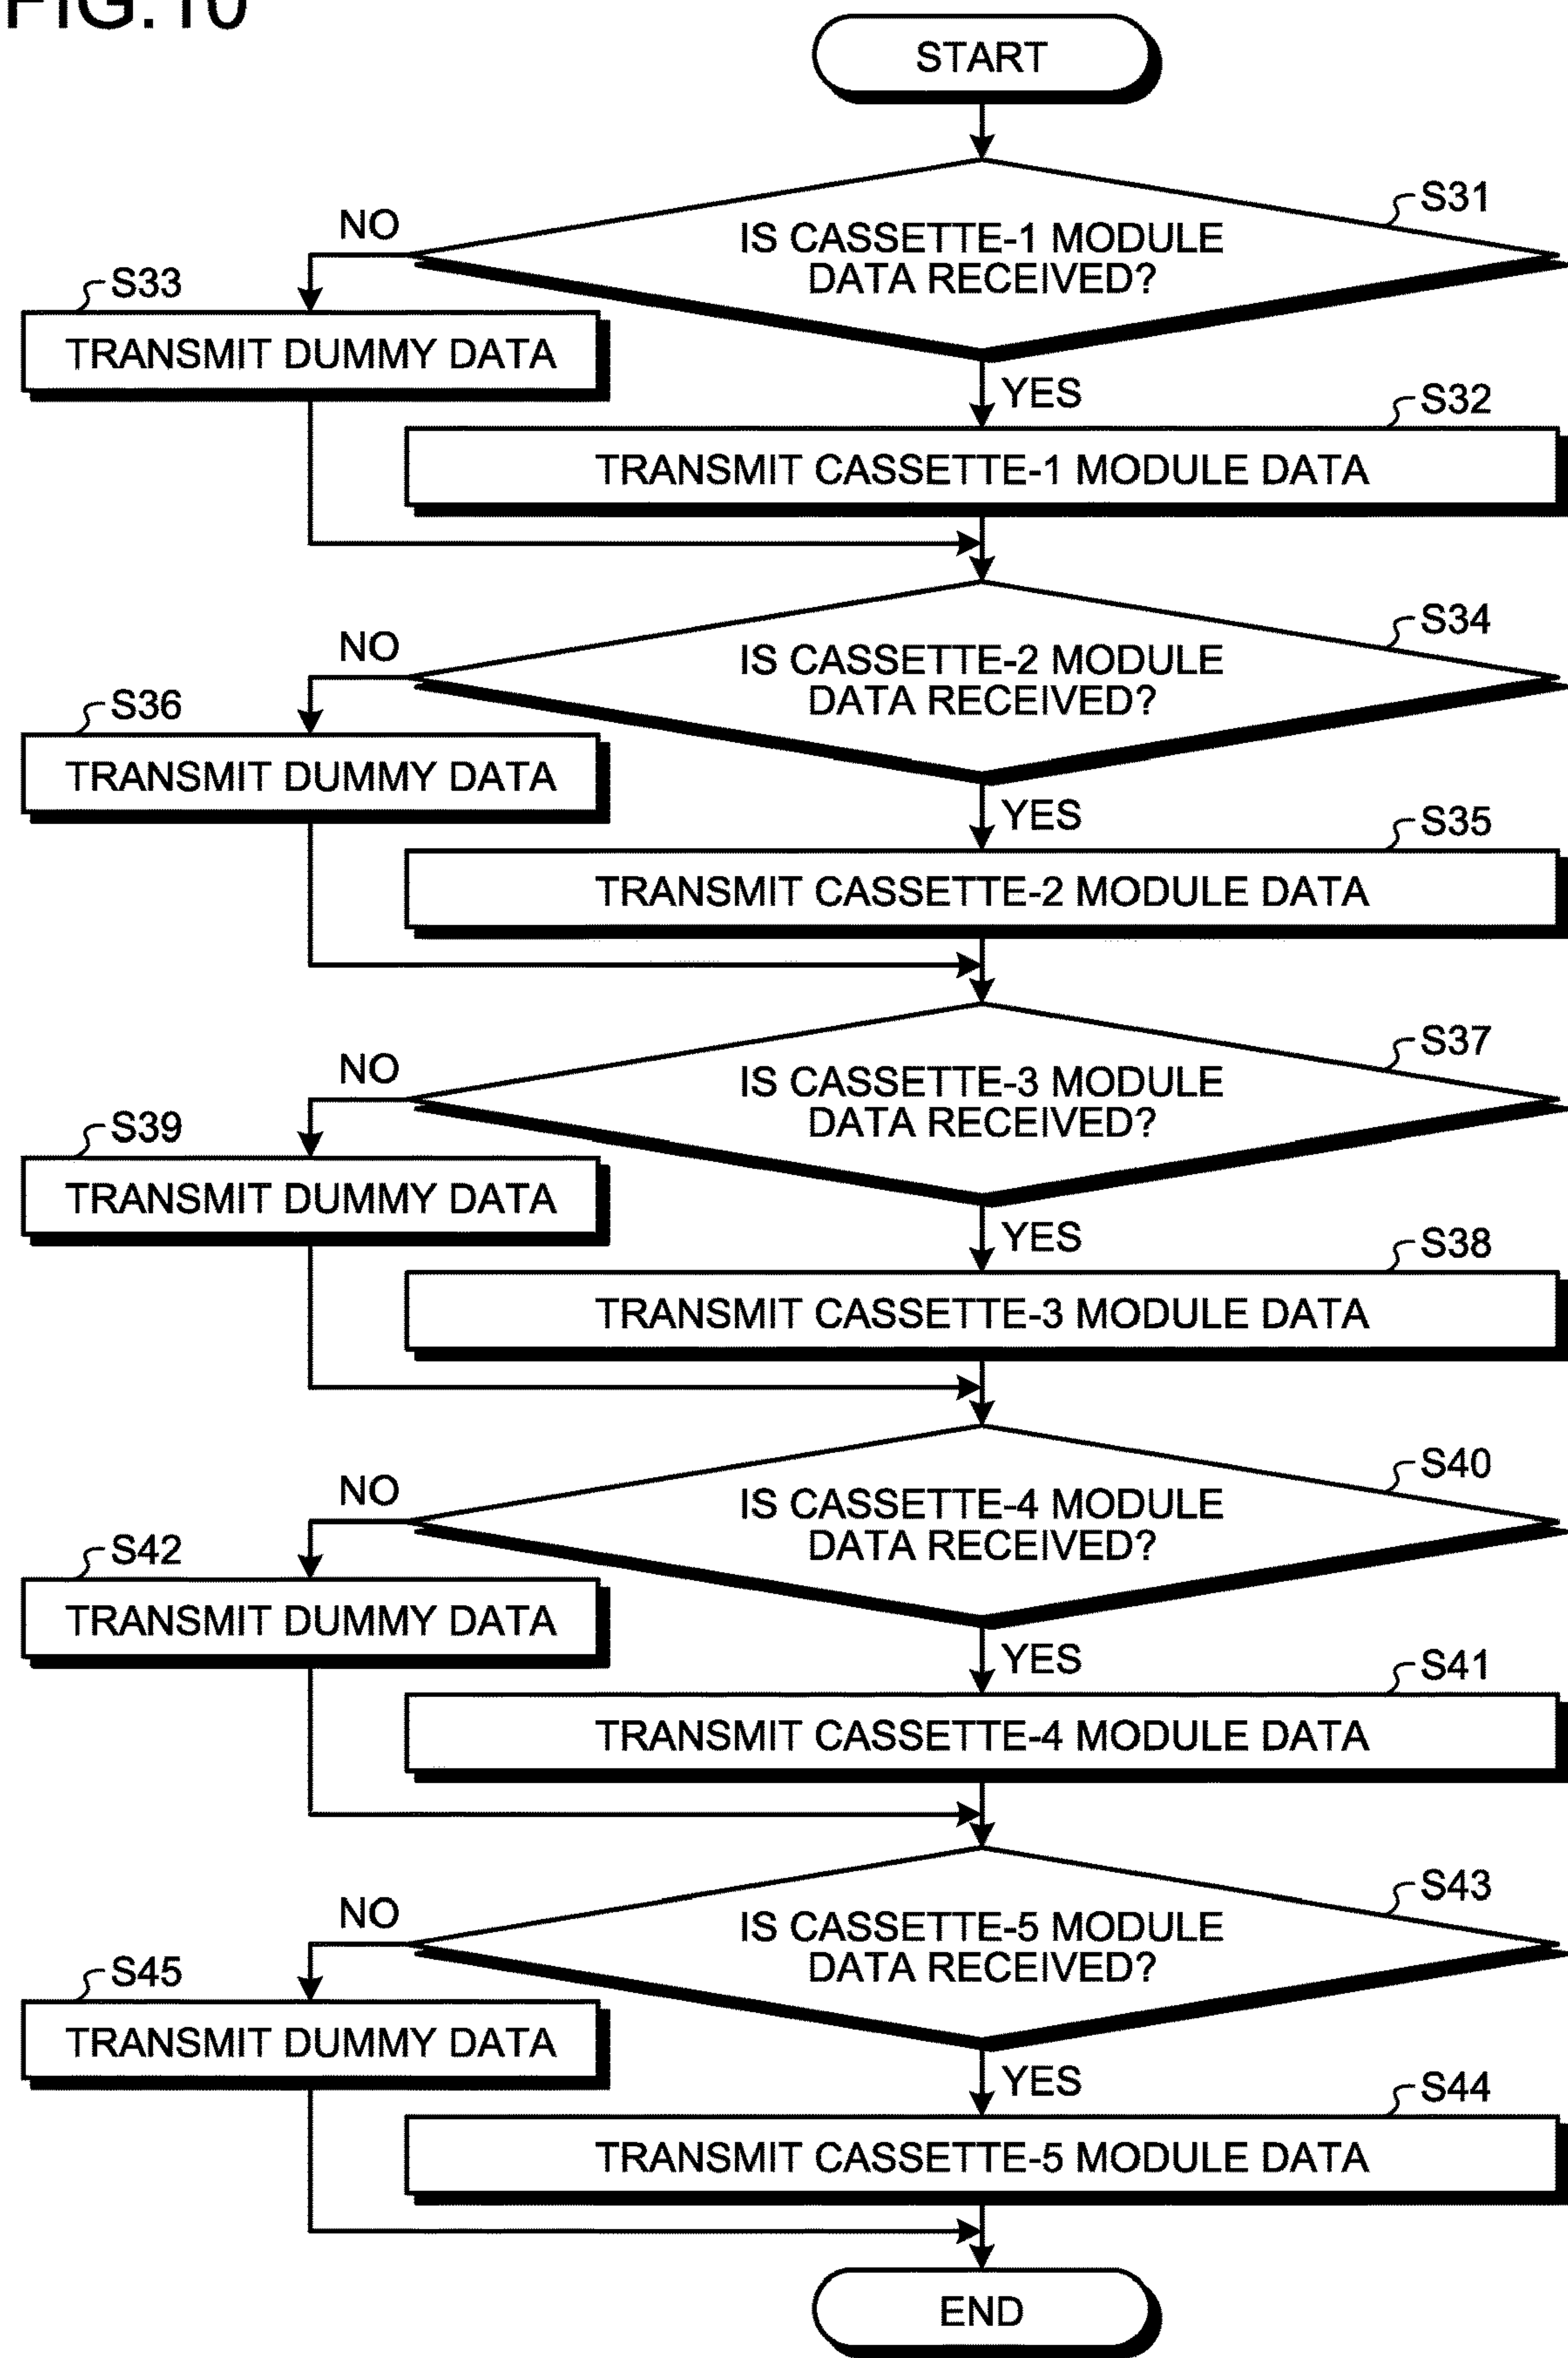 FIG. 10
START
S31
NO
IS CASSETTE-1 MODULE
DATA RECEIVED?
S33
TRANSMIT DUMMY DATA
YES
S32
TRANSMIT CASSETTE-1 MODULE DATA
S34
NO
IS CASSETTE-2 MODULE
DATA RECEIVED?
S36
TRANSMIT DUMMY DATA
YES
S35
TRANSMIT CASSETTE-2 MODULE DATA
S37
NO
IS CASSETTE-3 MODULE
DATA RECEIVED?
S39
TRANSMIT DUMMY DATA
YES
S38
TRANSMIT CASSETTE-3 MODULE DATA
S40
NO
IS CASSETTE-4 MODULE
DATA RECEIVED?
S42
TRANSMIT DUMMY DATA
YES
S41
TRANSMIT CASSETTE-4 MODULE DATA
S43
NO
IS CASSETTE-5 MODULE
DATA RECEIVED?
S45
TRANSMIT DUMMY DATA
YES
S44
TRANSMIT CASSETTE-5 MODULE DATA
END